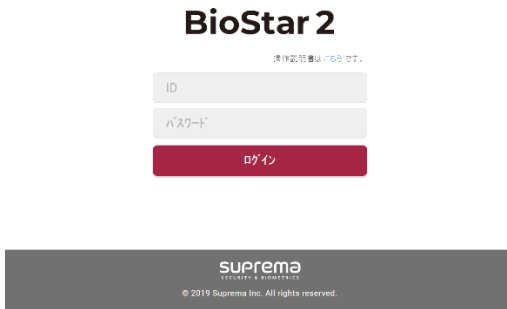 BioStar 2
操作説明書はこちらです。
ID
パスワード
ログイン
suprema
SECURITY & BIOMETRICS
© 2019 Suprema Inc. All rights reserved.